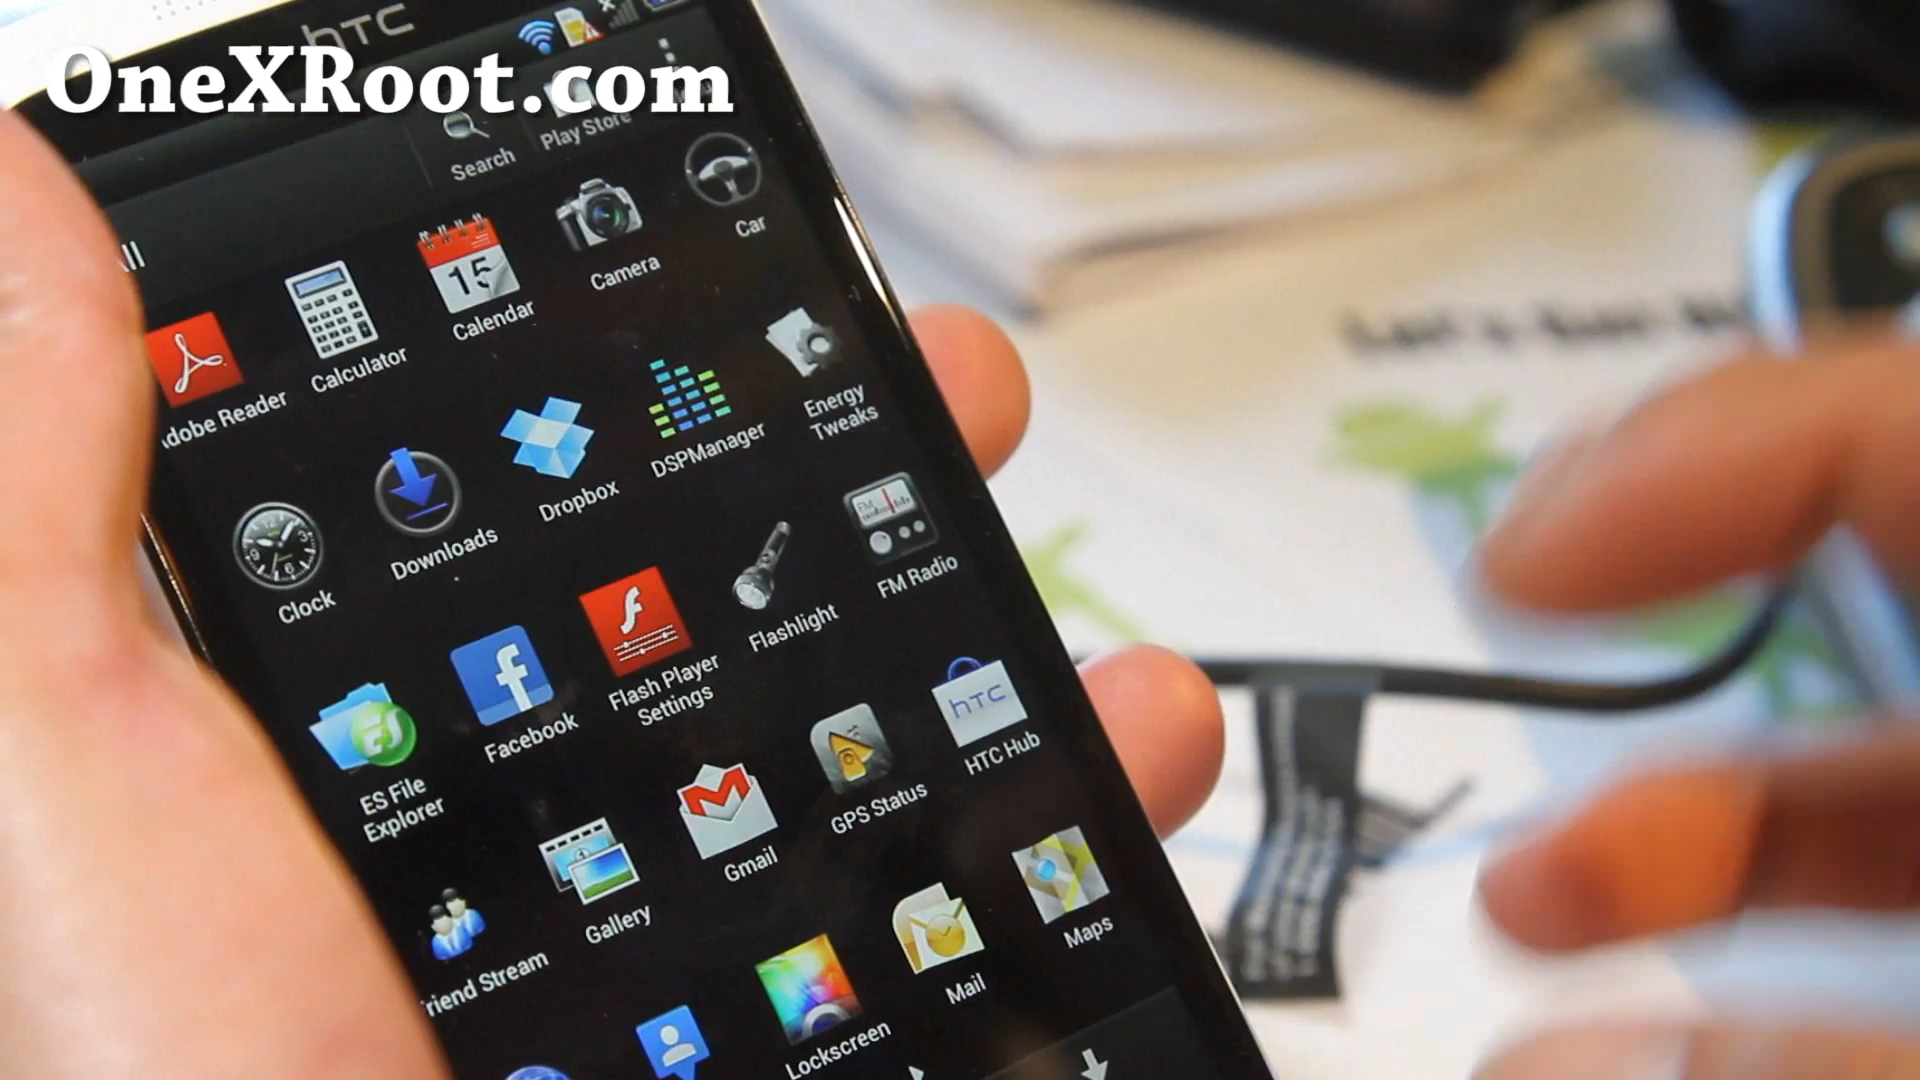 hTC
OneXRoot.com
Search
Play Store
All
Adobe Reader
Calculator
15
Calendar
Camera
Car
Clock
Downloads
Dropbox
DSPManager
Energy
Tweaks
ES File
Explorer
Facebook
Flash Player
Settings
Flashlight
FM
FM Radio
Friend Stream
Gallery
Gmail
GPS Status
hTC
HTC Hub
Lockscreen
Mail
Maps